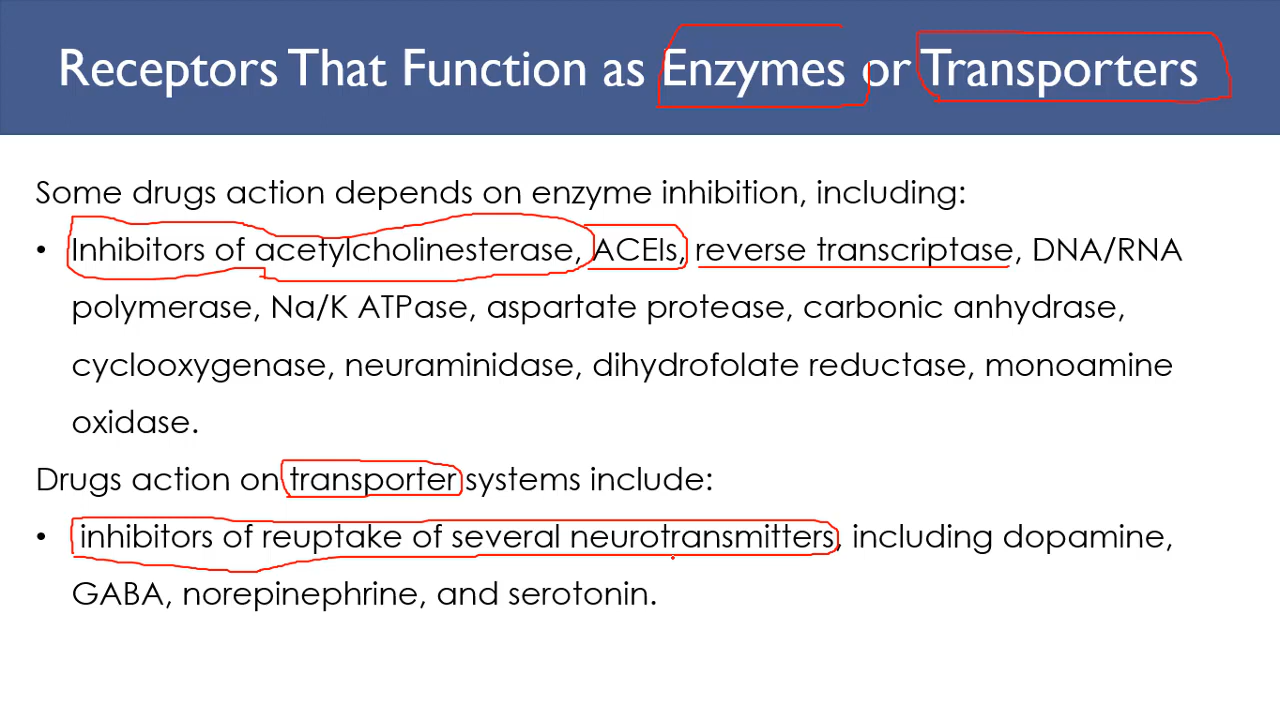 Receptors That Function as Enzymes or Transporters
Some drugs action depends on enzyme inhibition, including:
• Inhibitors of acetylcholinesterase, ACEIs, reverse transcriptase, DNA/RNA
polymerase, Na/K ATPase, aspartate protease, carbonic anhydrase,
cyclooxygenase, neuraminidase, dihydrofolate reductase, monoamine
oxidase.
Drugs action on transporter systems include:
• inhibitors of reuptake of several neurotransmitters, including dopamine,
GABA, norepinephrine, and serotonin.